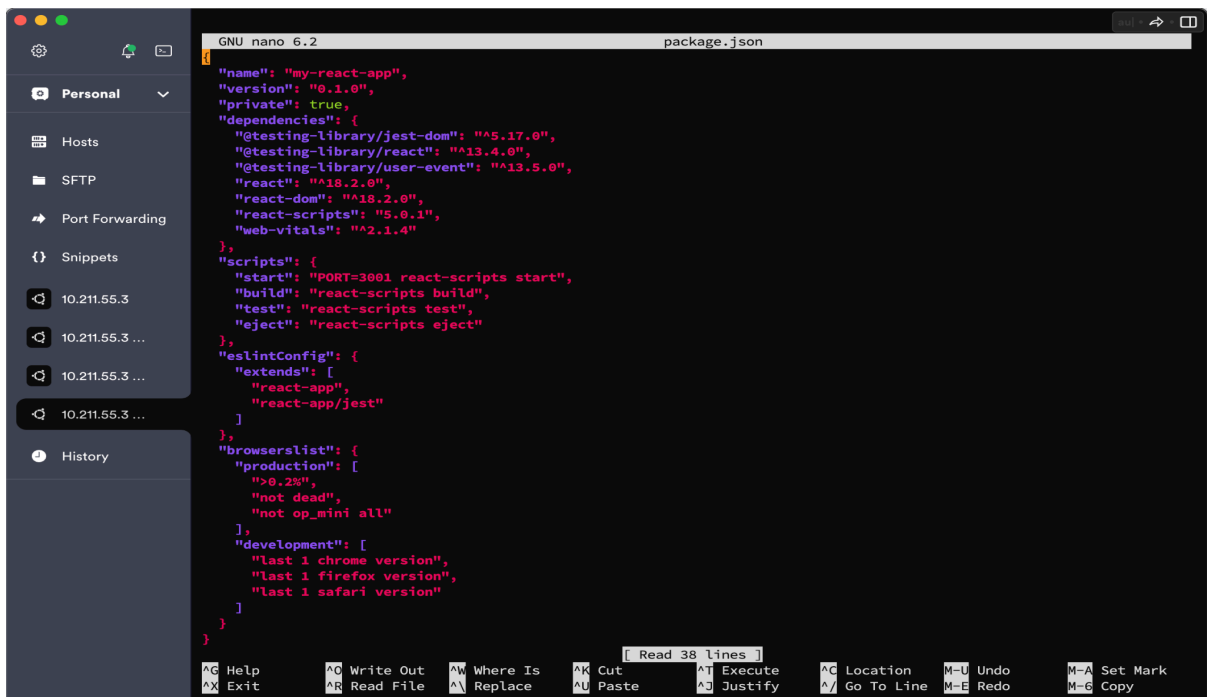 Personal
Hosts
SFTP
Port Forwarding
{} Snippets
10.211.55.3
10.211.55.3 ...
10.211.55.3 ...
10.211.55.3 ...
History
GNU nano 6.2 package.json
{
  "name": "my-react-app",
  "version": "0.1.0",
  "private": true,
  "dependencies": {
    "@testing-library/jest-dom": "^5.17.0",
    "@testing-library/react": "^13.4.0",
    "@testing-library/user-event": "^13.5.0",
    "react": "^18.2.0",
    "react-dom": "^18.2.0",
    "react-scripts": "5.0.1",
    "web-vitals": "^2.1.4"
  },
  "scripts": {
    "start": "PORT=3001 react-scripts start",
    "build": "react-scripts build",
    "test": "react-scripts test",
    "eject": "react-scripts eject"
  },
  "eslintConfig": {
    "extends": [
      "react-app",
      "react-app/jest"
    ]
  },
  "browserslist": {
    "production": [
      ">0.2%",
      "not dead",
      "not op_mini all"
    ],
    "development": [
      "last 1 chrome version",
      "last 1 firefox version",
      "last 1 safari version"
    ]
  }
}
[ Read 38 lines ]
^G Help ^O Write Out ^W Where Is ^K Cut ^T Execute ^C Location M-U Undo M-A Set Mark
^X Exit ^R Read File ^\ Replace ^U Paste ^J Justify ^/ Go To Line M-E Redo M-6 Copy